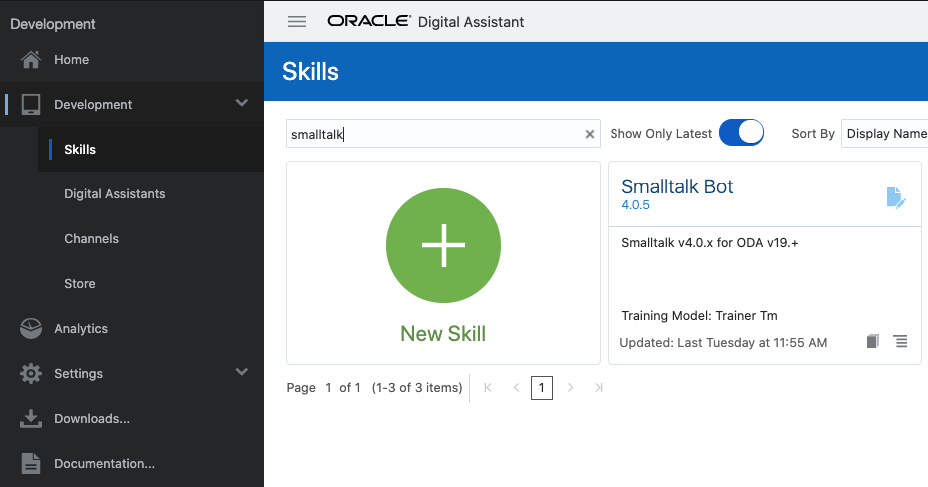 Development
Home
Development
Skills
Digital Assistants
Channels
Store
Analytics
Settings
Downloads...
Documentation...
ORACLE® Digital Assistant
Skills
smalltalk
Show Only Latest
Sort By
Display Name
New Skill
Smalltalk Bot
4.0.5
Smalltalk v4.0.x for ODA v19.+
Training Model: Trainer Tm
Updated: Last Tuesday at 11:55 AM
Page 1 of 1 (1-3 of 3 items) 1